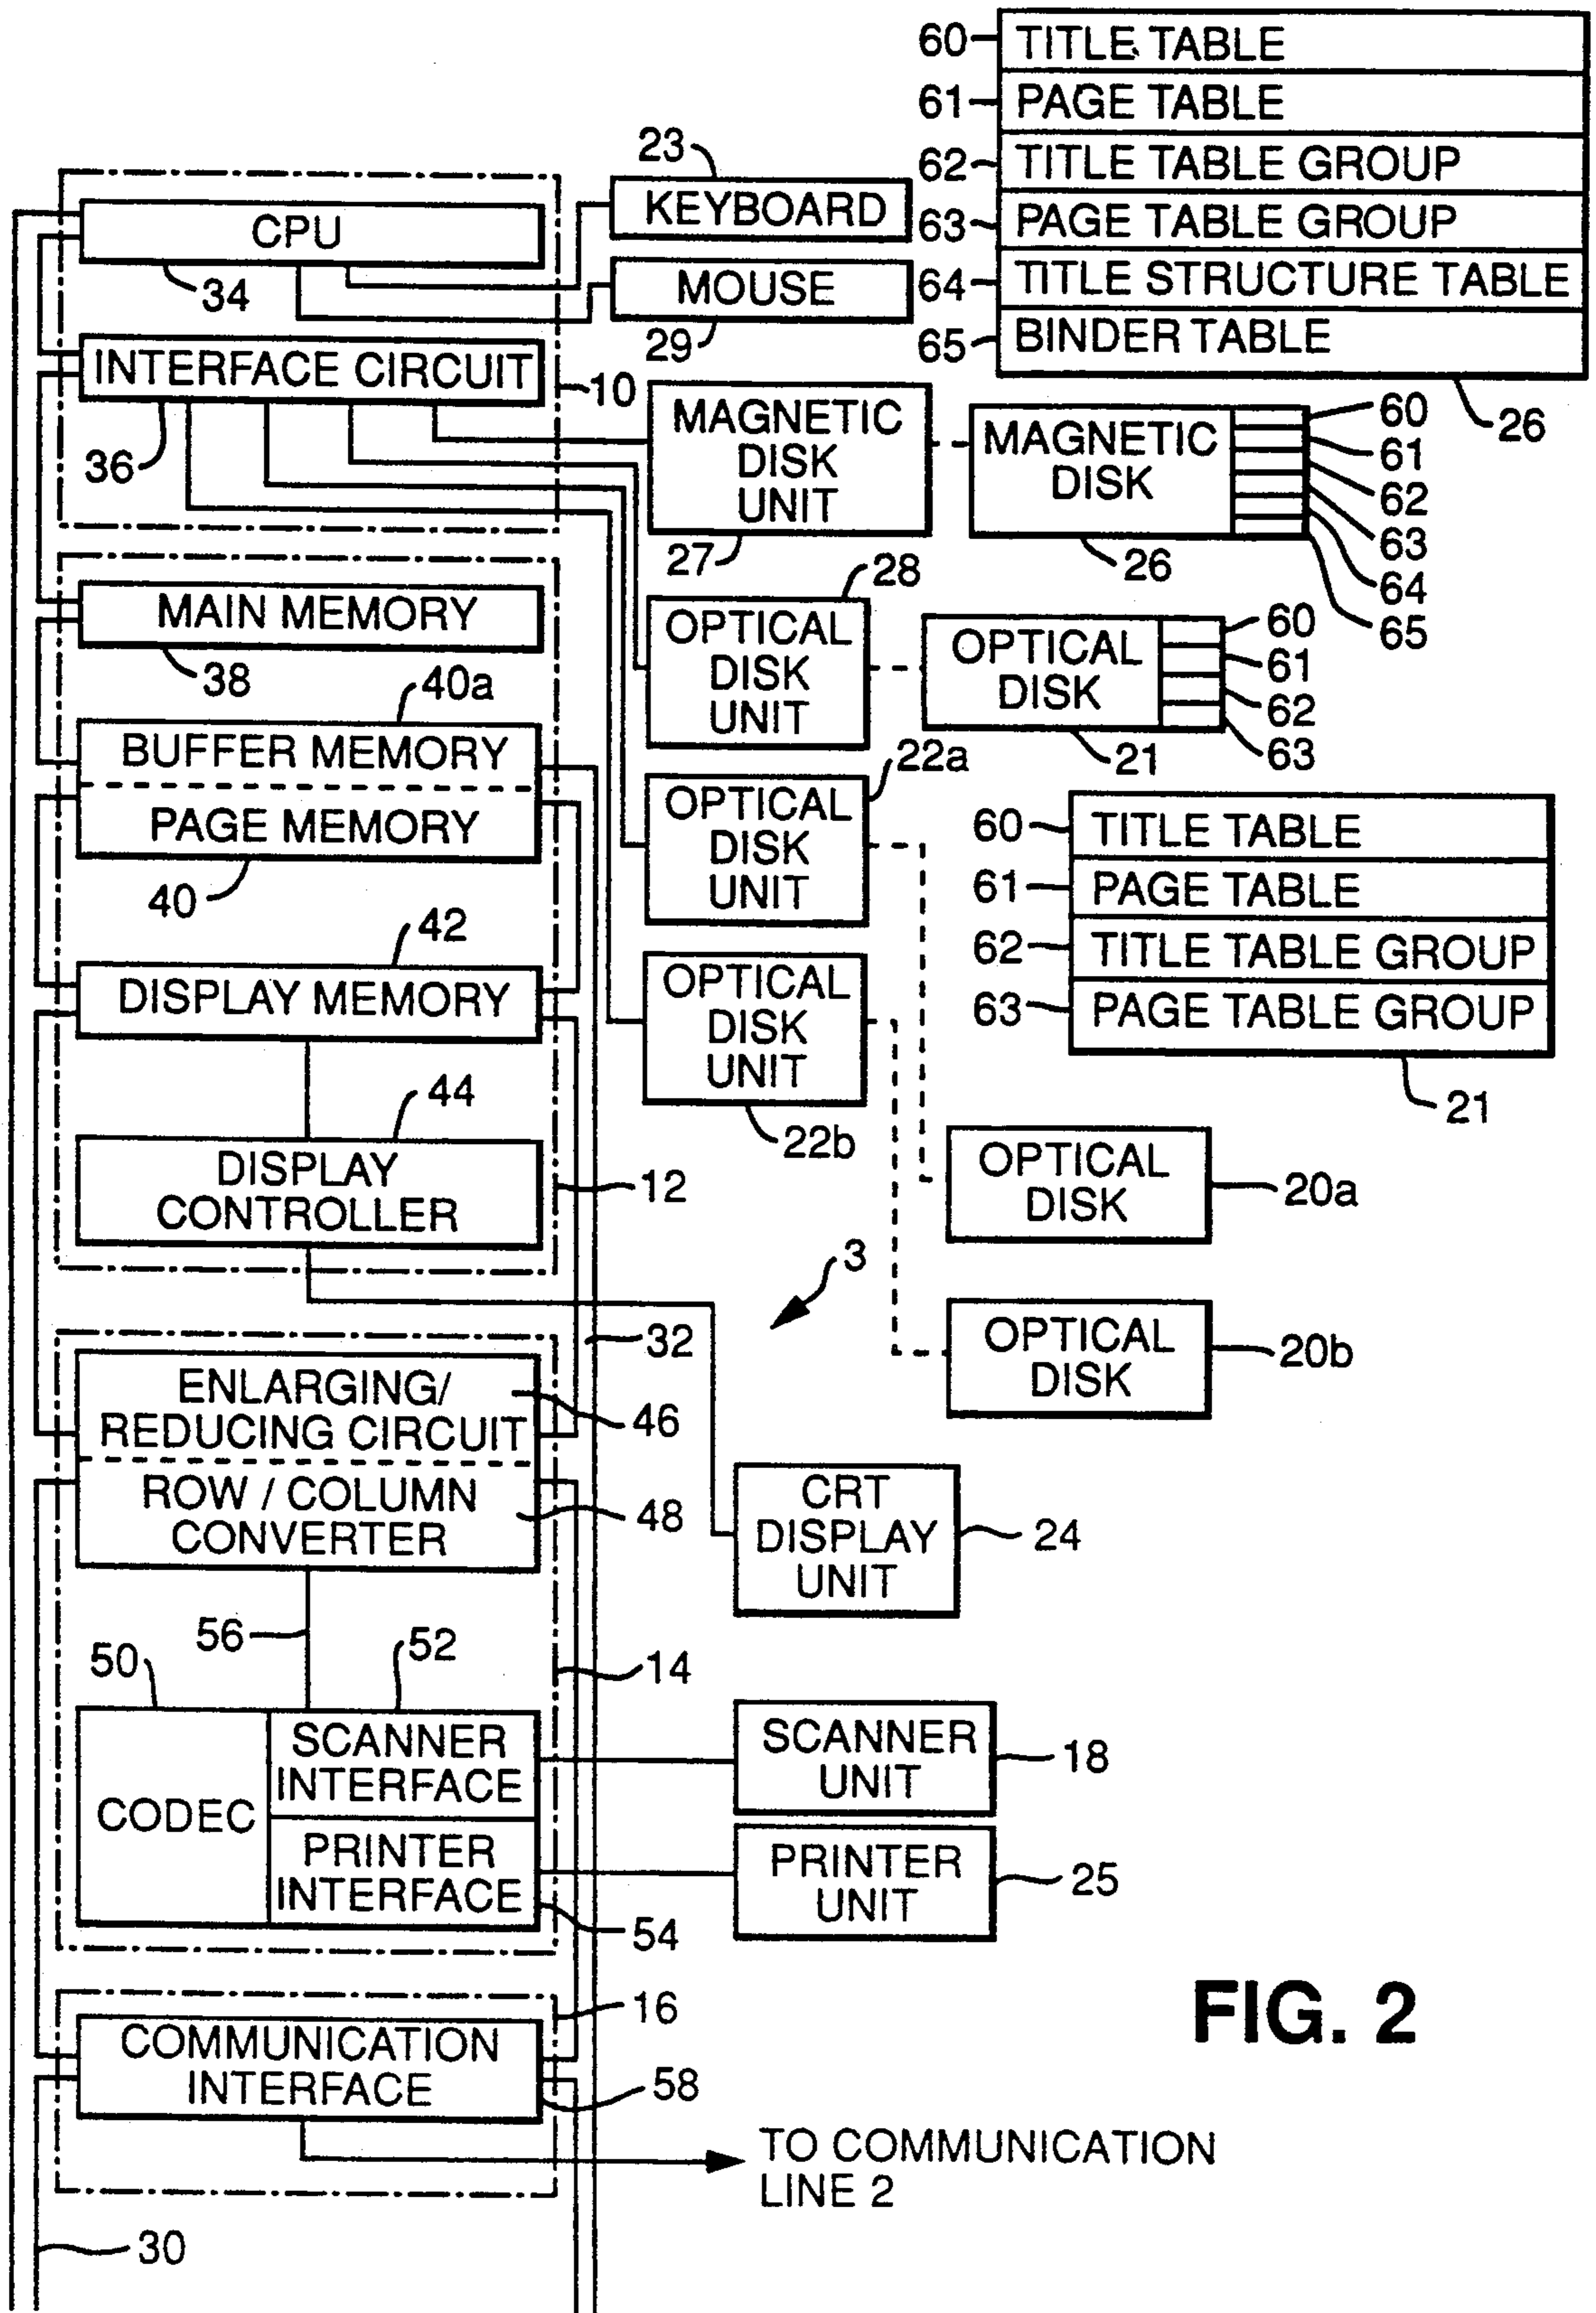 60 TITLE TABLE
61 PAGE TABLE
62 TITLE TABLE GROUP
63 PAGE TABLE GROUP
64 TITLE STRUCTURE TABLE
65 BINDER TABLE
26
23
KEYBOARD
MOUSE
29
CPU
34
INTERFACE CIRCUIT
10
36
MAGNETIC
DISK
UNIT
27
MAGNETIC
DISK
26
60
61
62
63
64
65
MAIN MEMORY
38
28
OPTICAL
DISK
UNIT
OPTICAL
DISK
21
60
61
62
63
40a
BUFFER MEMORY
PAGE MEMORY
40
22a
OPTICAL
DISK
UNIT
60 TITLE TABLE
61 PAGE TABLE
62 TITLE TABLE GROUP
63 PAGE TABLE GROUP
21
42
DISPLAY MEMORY
OPTICAL
DISK
UNIT
22b
44
DISPLAY
CONTROLLER
12
OPTICAL
DISK
20a
3
OPTICAL
DISK
20b
32
ENLARGING/
REDUCING CIRCUIT
46
ROW / COLUMN
CONVERTER
48
CRT
DISPLAY
UNIT
24
56
50
52
14
CODEC
SCANNER
INTERFACE
PRINTER
INTERFACE
54
SCANNER
UNIT
18
PRINTER
UNIT
25
16
COMMUNICATION
INTERFACE
58
TO COMMUNICATION
LINE 2
30
FIG. 2